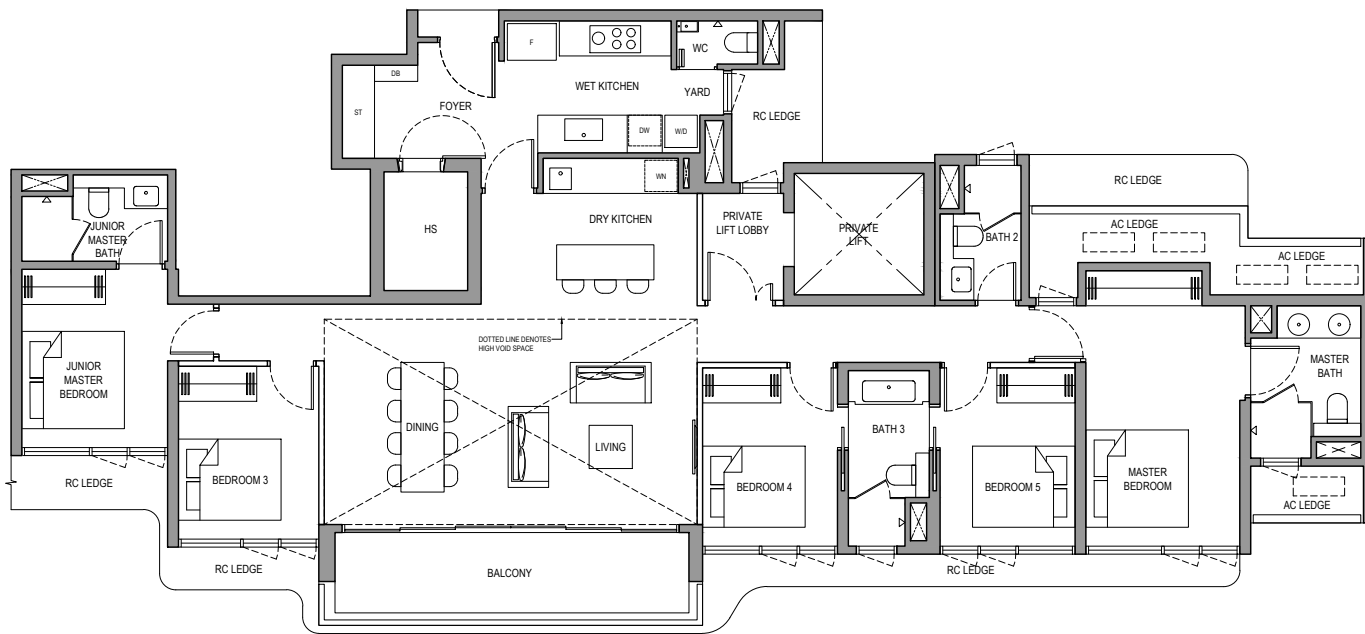 F
WC
DB
WET KITCHEN
YARD
ST
FOYER
RC LEDGE
DW
W/D
WN
RC LEDGE
JUNIOR
MASTER
BATH
HS
DRY KITCHEN
PRIVATE
LIFT LOBBY
PRIVATE
LIFT
BATH 2
AC LEDGE
AC LEDGE
DOTTED LINE DENOTES
HIGH VOID SPACE
JUNIOR
MASTER
BEDROOM
MASTER
BATH
DINING
LIVING
BATH 3
RC LEDGE
BEDROOM 3
BEDROOM 4
BEDROOM 5
MASTER
BEDROOM
AC LEDGE
RC LEDGE
BALCONY
RC LEDGE